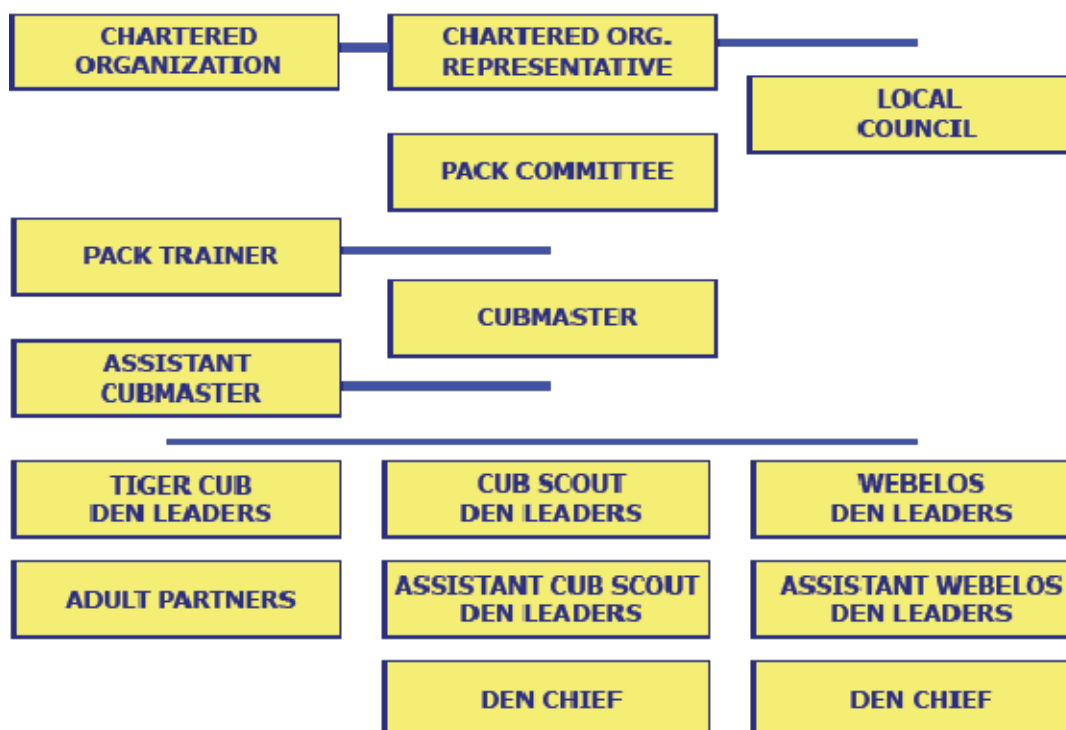 CHARTERED
ORGANIZATION
CHARTERED ORG.
REPRESENTATIVE
LOCAL
COUNCIL
PACK COMMITTEE
PACK TRAINER
CUBMASTER
ASSISTANT
CUBMASTER
TIGER CUB
DEN LEADERS
CUB SCOUT
DEN LEADERS
WEBELOS
DEN LEADERS
ADULT PARTNERS
ASSISTANT CUB SCOUT
DEN LEADERS
ASSISTANT WEBELOS
DEN LEADERS
DEN CHIEF
DEN CHIEF